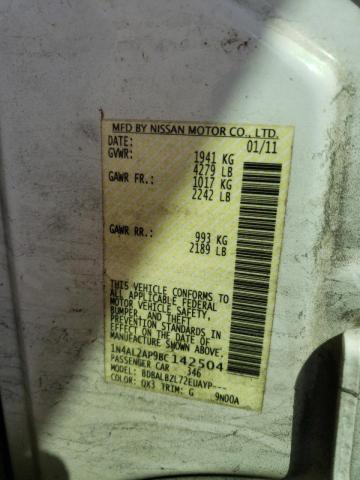 MFD BY NISSAN MOTOR CO., LTD.
DATE: 01/11
GVWR: 1941 KG
4279 LB
GAWR FR.: 1017 KG
2242 LB
GAWR RR.: 993 KG
2189 LB
THIS VEHICLE CONFORMS TO
ALL APPLICABLE FEDERAL
MOTOR VEHICLE SAFETY,
BUMPER, AND THEFT
PREVENTION STANDARDS
IN EFFECT ON THE DATE OF
MANUFACTURE SHOWN
ABOVE.
1N4AL2AP9BC142504
PASSENGER CAR 346
MODEL: BDBALBZL72EUAYP---
COLOR: QX3 TRIM: G 9N00A